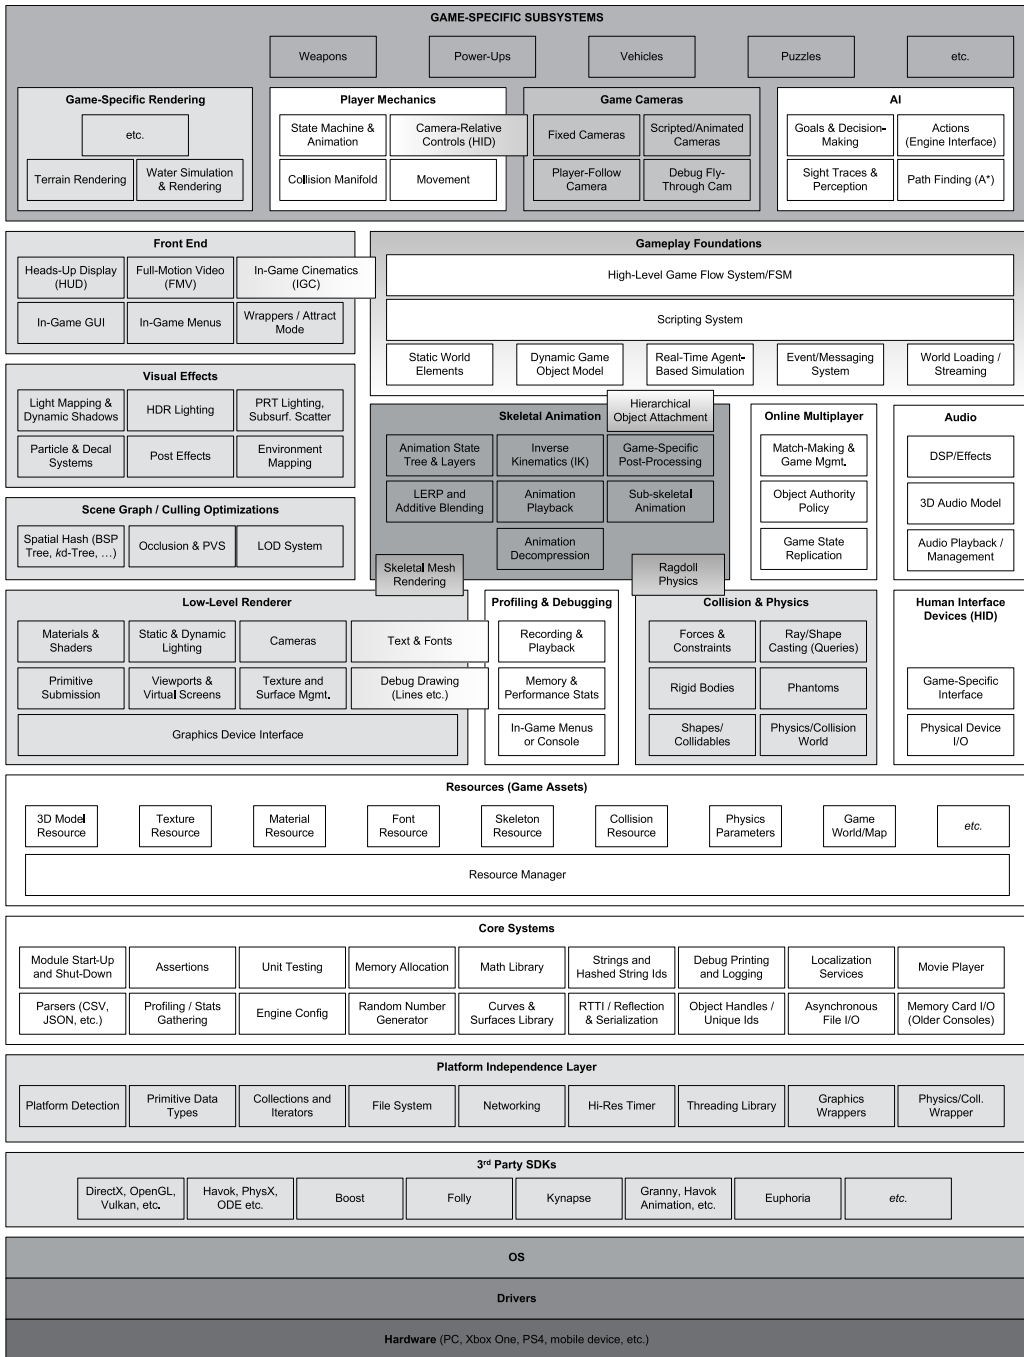 GAME-SPECIFIC SUBSYSTEMS
Weapons
Power-Ups
Vehicles
Puzzles
etc.
Game-Specific Rendering
etc.
Terrain Rendering
Water Simulation
& Rendering
Player Mechanics
State Machine &
Animation
Camera-Relative
Controls (HID)
Collision Manifold
Movement
Game Cameras
Fixed Cameras
Scripted/Animated
Cameras
Player-Follow
Camera
Debug Fly-
Through Cam
AI
Goals & Decision-
Making
Actions
(Engine Interface)
Sight Traces &
Perception
Path Finding (A*)
Front End
Heads-Up Display
(HUD)
Full-Motion Video
(FMV)
In-Game Cinematics
(IGC)
In-Game GUI
In-Game Menus
Wrappers / Attract
Mode
Gameplay Foundations
High-Level Game Flow System/FSM
Scripting System
Static World
Elements
Dynamic Game
Object Model
Real-Time Agent-
Based Simulation
Event/Messaging
System
World Loading /
Streaming
Visual Effects
Light Mapping &
Dynamic Shadows
HDR Lighting
PRT Lighting,
Subsurf. Scatter
Particle & Decal
Systems
Post Effects
Environment
Mapping
Skeletal Animation
Hierarchical
Object Attachment
Animation State
Tree & Layers
Inverse
Kinematics (IK)
Game-Specific
Post-Processing
LERP and
Additive Blending
Animation
Playback
Sub-skeletal
Animation
Animation
Decompression
Skeletal Mesh
Rendering
Ragdoll
Physics
Online Multiplayer
Match-Making &
Game Mgmt.
Object Authority
Policy
Game State
Replication
Audio
DSP/Effects
3D Audio Model
Audio Playback /
Management
Scene Graph / Culling Optimizations
Spatial Hash (BSP
Tree, kd-Tree, …)
Occlusion & PVS
LOD System
Low-Level Renderer
Materials &
Shaders
Static & Dynamic
Lighting
Cameras
Text & Fonts
Primitive
Submission
Viewports &
Virtual Screens
Texture and
Surface Mgmt.
Debug Drawing
(Lines etc.)
Graphics Device Interface
Profiling & Debugging
Recording &
Playback
Memory &
Performance Stats
In-Game Menus
or Console
Collision & Physics
Forces &
Constraints
Ray/Shape
Casting (Queries)
Rigid Bodies
Phantoms
Shapes/
Collidables
Physics/Collision
World
Human Interface
Devices (HID)
Game-Specific
Interface
Physical Device
I/O
Resources (Game Assets)
3D Model
Resource
Texture
Resource
Material
Resource
Font
Resource
Skeleton
Resource
Collision
Resource
Physics
Parameters
Game
World/Map
etc.
Resource Manager
Core Systems
Module Start-Up
and Shut-Down
Assertions
Unit Testing
Memory Allocation
Math Library
Strings and
Hashed String Ids
Debug Printing
and Logging
Localization
Services
Movie Player
Parsers (CSV,
JSON, etc.)
Profiling / Stats
Gathering
Engine Config
Random Number
Generator
Curves &
Surfaces Library
RTTI / Reflection
& Serialization
Object Handles /
Unique Ids
Asynchronous
File I/O
Memory Card I/O
(Older Consoles)
Platform Independence Layer
Platform Detection
Primitive Data
Types
Collections and
Iterators
File System
Networking
Hi-Res Timer
Threading Library
Graphics
Wrappers
Physics/Coll.
Wrapper
3rd Party SDKs
DirectX, OpenGL,
Vulkan, etc.
Havok, PhysX,
ODE etc.
Boost
Folly
Kynapse
Granny, Havok
Animation, etc.
Euphoria
etc.
OS
Drivers
Hardware (PC, Xbox One, PS4, mobile device, etc.)